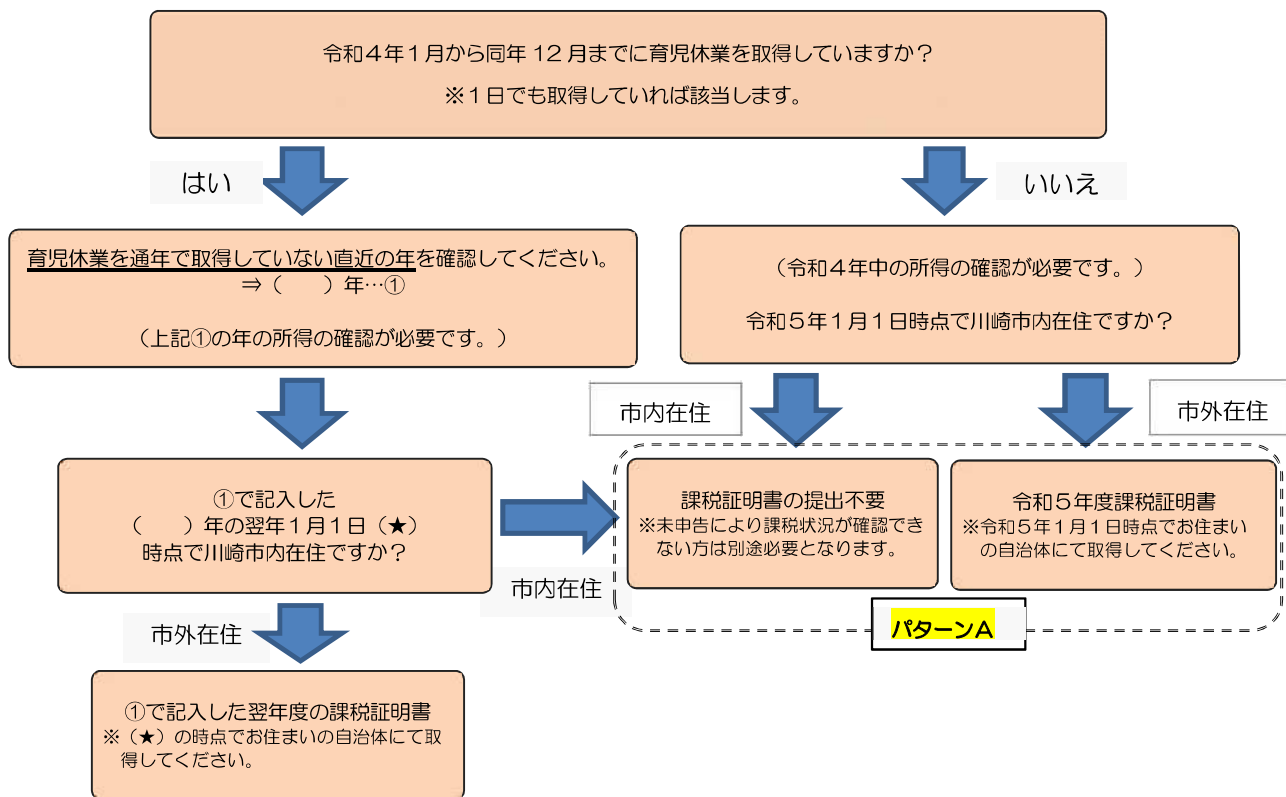 令和４年１月から同年 12 月までに育児休業を取得していますか？
※１日でも取得していれば該当します。
はい
いいえ
育児休業を通年で取得していない直近の年を確認してください。
⇒（　　）年…①
（上記①の年の所得の確認が必要です。）
（令和４年中の所得の確認が必要です。）
令和５年１月１日時点で川崎市内在住ですか？
市内在住
市外在住
①で記入した
（　　）年の翌年１月１日（★）
時点で川崎市内在住ですか？
市内在住
課税証明書の提出不要
※未申告により課税状況が確認でき
ない方は別途必要となります。
令和５年度課税証明書
※令和５年１月１日時点でお住まい
の自治体にて取得してください。
パターンA
市外在住
①で記入した翌年度の課税証明書
※（★）の時点でお住まいの自治体にて取
得してください。